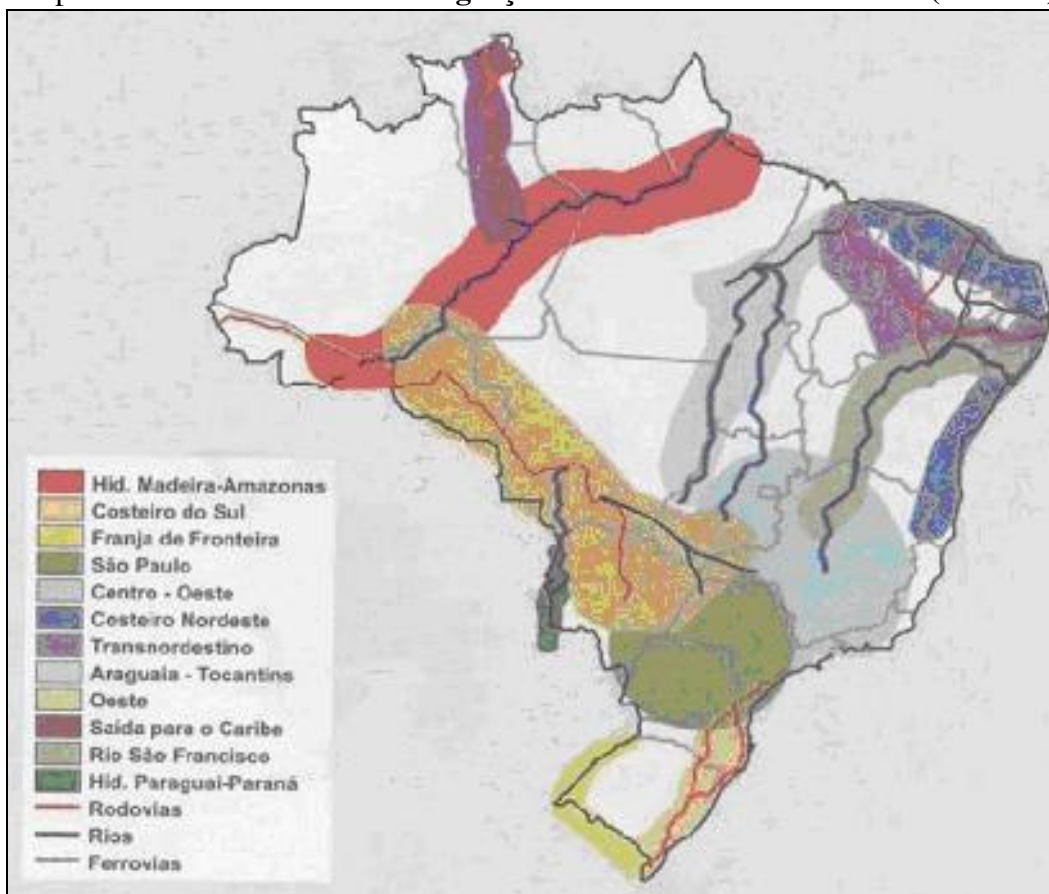 Hid. Madeira-Amazonas
Costeiro do Sul
Franja de Fronteira
São Paulo
Centro - Oeste
Costeiro Nordeste
Transnordestino
Araguaia - Tocantins
Oeste
Saída para o Caribe
Rio São Francisco
Hid. Paraguai-Paraná
Rodovias
Rios
Ferrovias